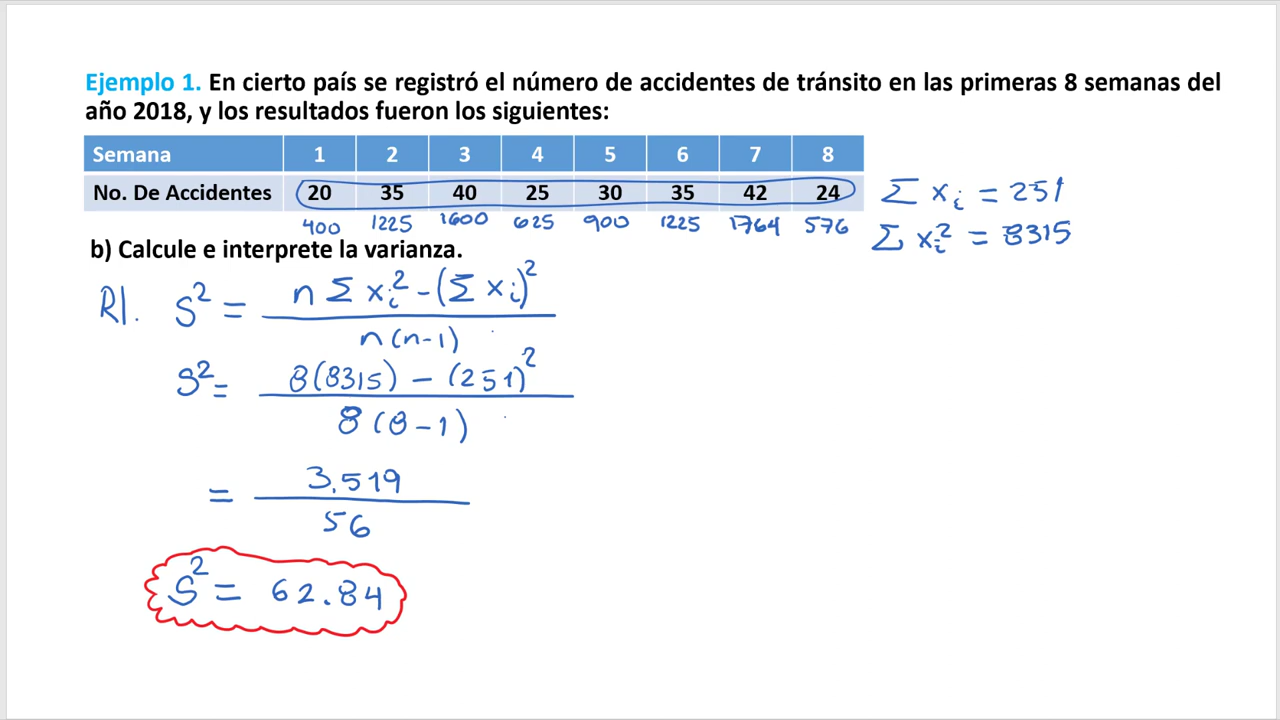 Ejemplo 1. En cierto país se registró el número de accidentes de tránsito en las primeras 8 semanas del
año 2018, y los resultados fueron los siguientes:
Semana 1 2 3 4 5 6 7 8
No. De Accidentes 20 35 40 25 30 35 42 24
400 1225 1600 625 900 1225 1764 576
Σ xᵢ = 251
Σ xᵢ² = 8315
b) Calcule e interprete la varianza.
R|. S² = n Σ xᵢ² - (Σ xᵢ)²
n(n-1)
S² = 8(8315) - (251)²
8(8-1)
= 3.519
56
S² = 62.84